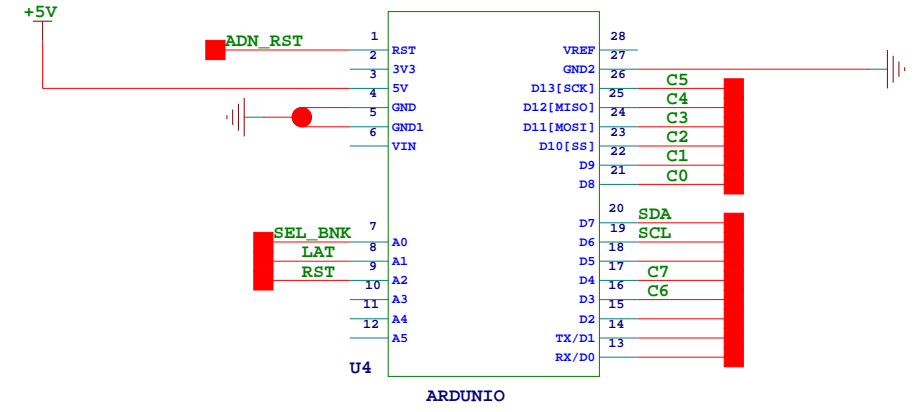 +5V
ADN_RST
1
RST
2
3V3
3
5V
4
GND
5
GND1
6
VIN
28
VREF
27
GND2
26
D13[SCK]
C5
25
D12[MISO]
C4
24
D11[MOSI]
C3
23
D10[SS]
C2
22
D9
C1
21
D8
C0
7
SEL_BNK
A0
8
LAT
A1
9
RST
A2
10
A3
11
A4
12
A5
20
SDA
D7
19
SCL
D6
18
D5
17
C7
D4
16
C6
D3
15
D2
14
TX/D1
13
RX/D0
U4
ARDUNIO